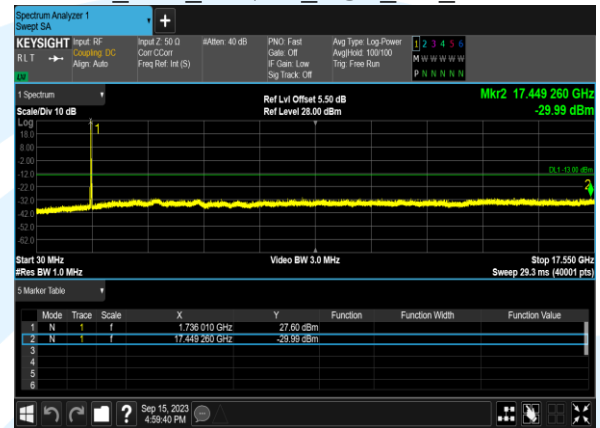 Spectrum Analyzer 1
Swept SA
KEYSIGHT Input: RF Input Z: 50 Ω #Atten: 40 dB PNO: Fast Avg Type: Log-Power 1 2 3 4 5 6
RLT Coupling: DC Corr CCorr Gate: Off Avg|Hold: 100/100 M W W W W W
Align: Auto Freq Ref: Int (S) IF Gain: Low Trig: Free Run
Sig Track: Off P N N N N N
LXI
1 Spectrum Mkr2 17.449 260 GHz
Ref Lvl Offset 5.50 dB
Scale/Div 10 dB Ref Level 28.00 dBm -29.99 dBm
Log
1
18.0
8.00
-2.00
DL1 -13.00 dBm
-12.0
2
-22.0
-32.0
-42.0
-52.0
-62.0
Start 30 MHz Video BW 3.0 MHz Stop 17.550 GHz
#Res BW 1.0 MHz Sweep 29.3 ms (40001 pts)
5 Marker Table
Mode Trace Scale X Y Function Function Width Function Value
1 N 1 f 1.736 010 GHz 27.60 dBm
2 N 1 f 17.449 260 GHz -29.99 dBm
3
4
5
6
? Sep 15, 2023
4:59:40 PM